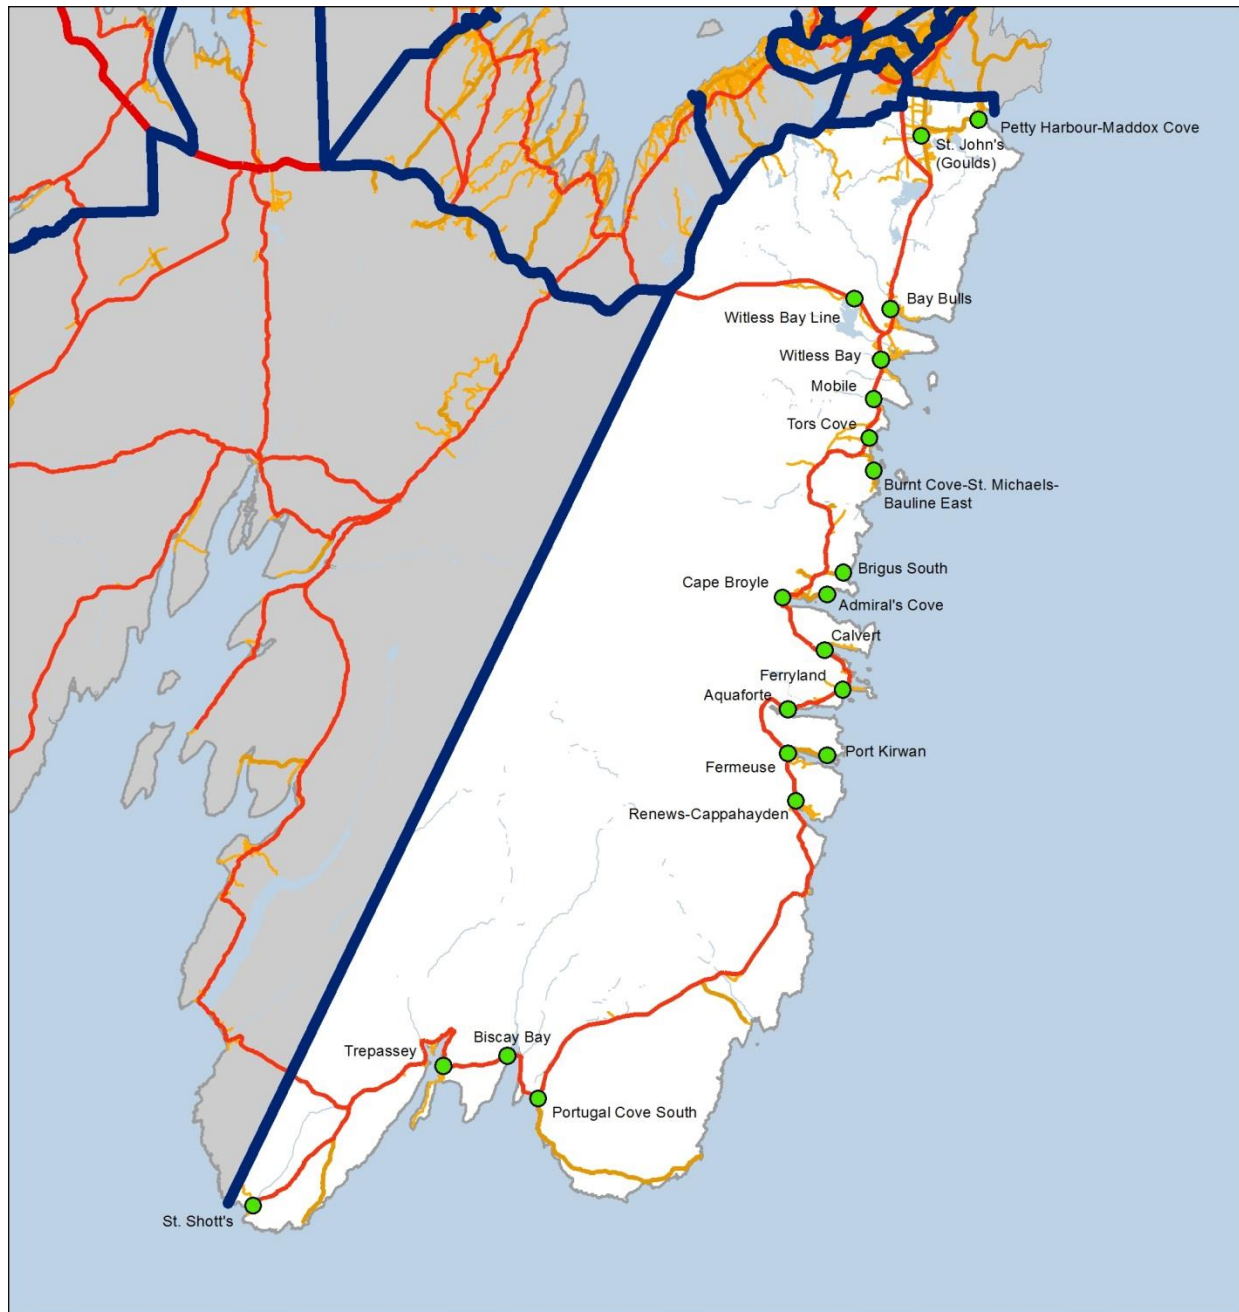 Petty Harbour-Maddox Cove
St. John's
(Goulds)
Bay Bulls
Witless Bay Line
Witless Bay
Mobile
Tors Cove
Burnt Cove-St. Michaels-
Bauline East
Brigus South
Cape Broyle
Admiral's Cove
Calvert
Ferryland
Aquaforte
Port Kirwan
Fermeuse
Renews-Cappahayden
Biscay Bay
Trepassey
Portugal Cove South
St. Shott's